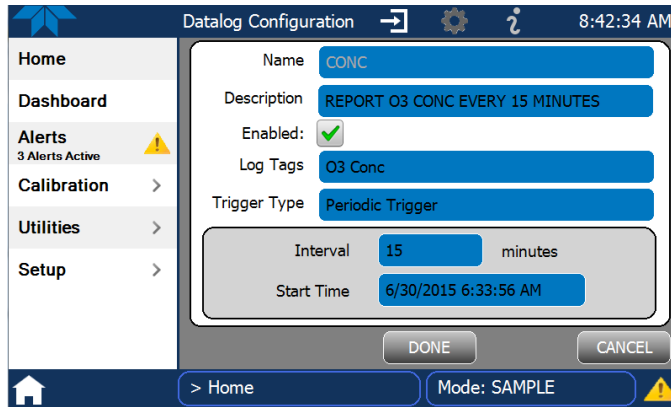 Datalog Configuration 8:42:34 AM
Home
Dashboard
Alerts
3 Alerts Active
Calibration >
Utilities >
Setup >
Name CONC
Description REPORT O3 CONC EVERY 15 MINUTES
Enabled:
Log Tags O3 Conc
Trigger Type Periodic Trigger
Interval 15 minutes
Start Time 6/30/2015 6:33:56 AM
DONE CANCEL
> Home Mode: SAMPLE